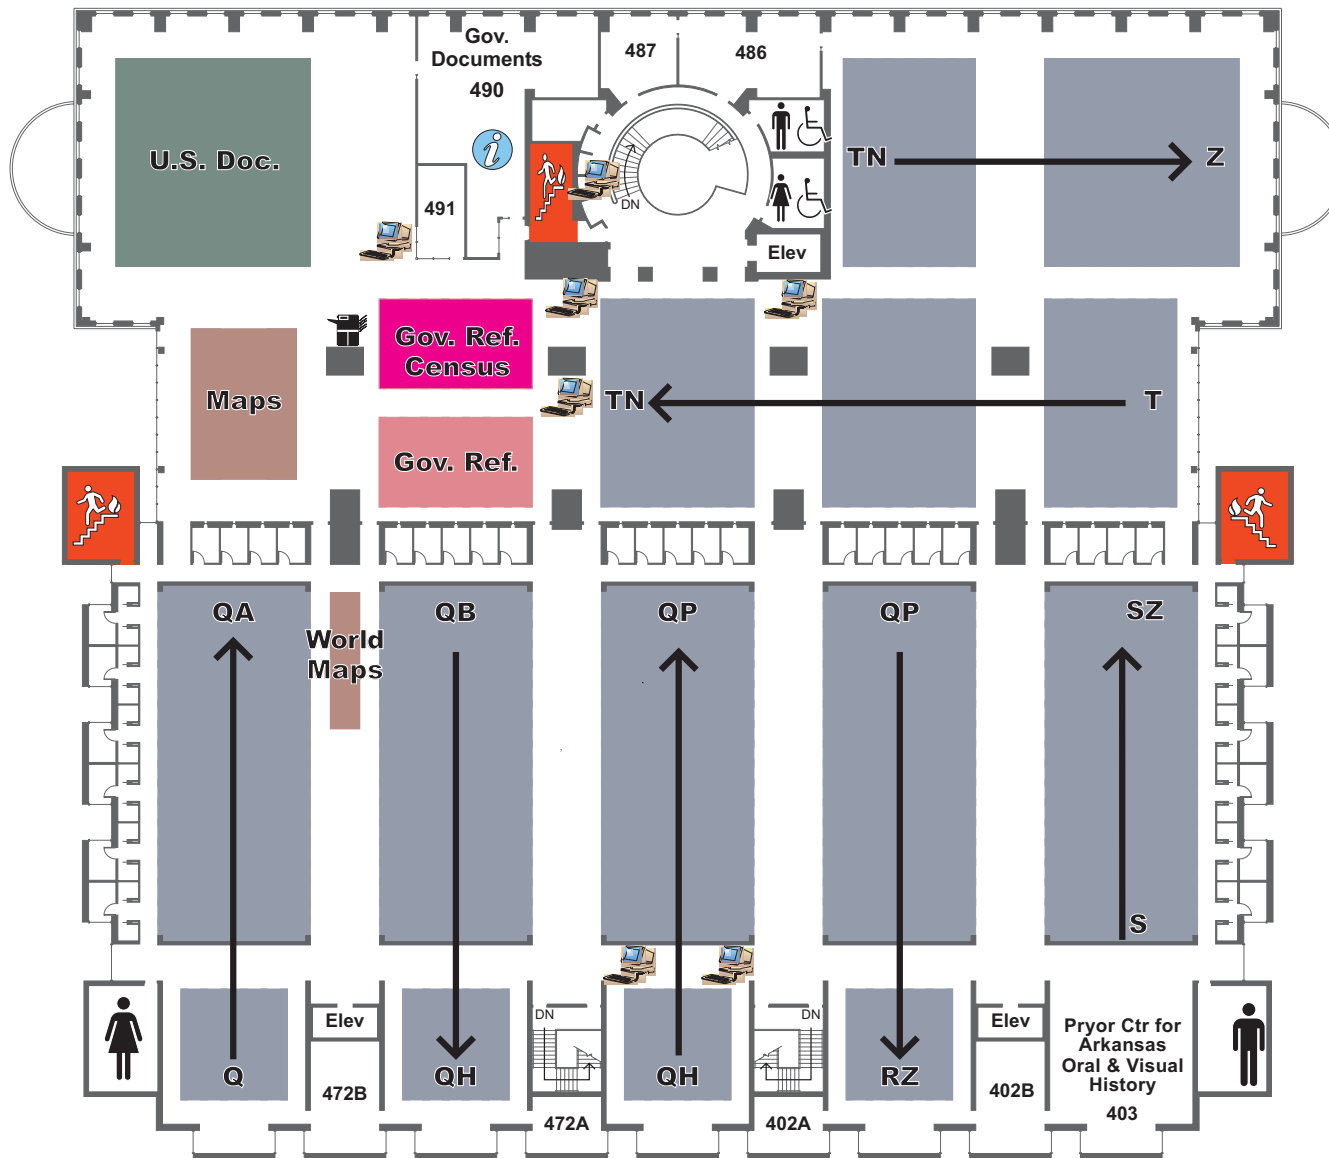 Gov.
Documents
490
487
486
U.S. Doc.
i
491
DN
TN
Z
Elev
Gov. Ref.
Census
Maps
TN
T
Gov. Ref.
QA
QB
QP
QP
SZ
World
Maps
S
DN
DN
Elev
Elev
Pryor Ctr for
Arkansas
Oral & Visual
History
403
Q
QH
QH
RZ
472B
402B
472A
402A